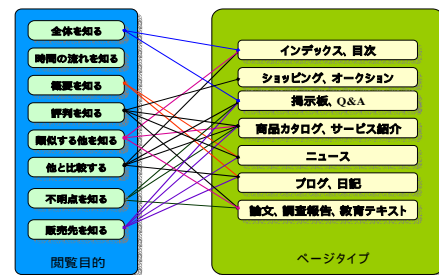 全体を知る
時間の流れを知る
概要を知る
評判を知る
類似する他を知る
他と比較する
不明点を知る
販売先を知る
閲覧目的
インデックス、目次
ショッピング、オークション
掲示板、Q&A
商品カタログ、サービス紹介
ニュース
ブログ、日記
論文、調査報告、教育テキスト
ページタイプ